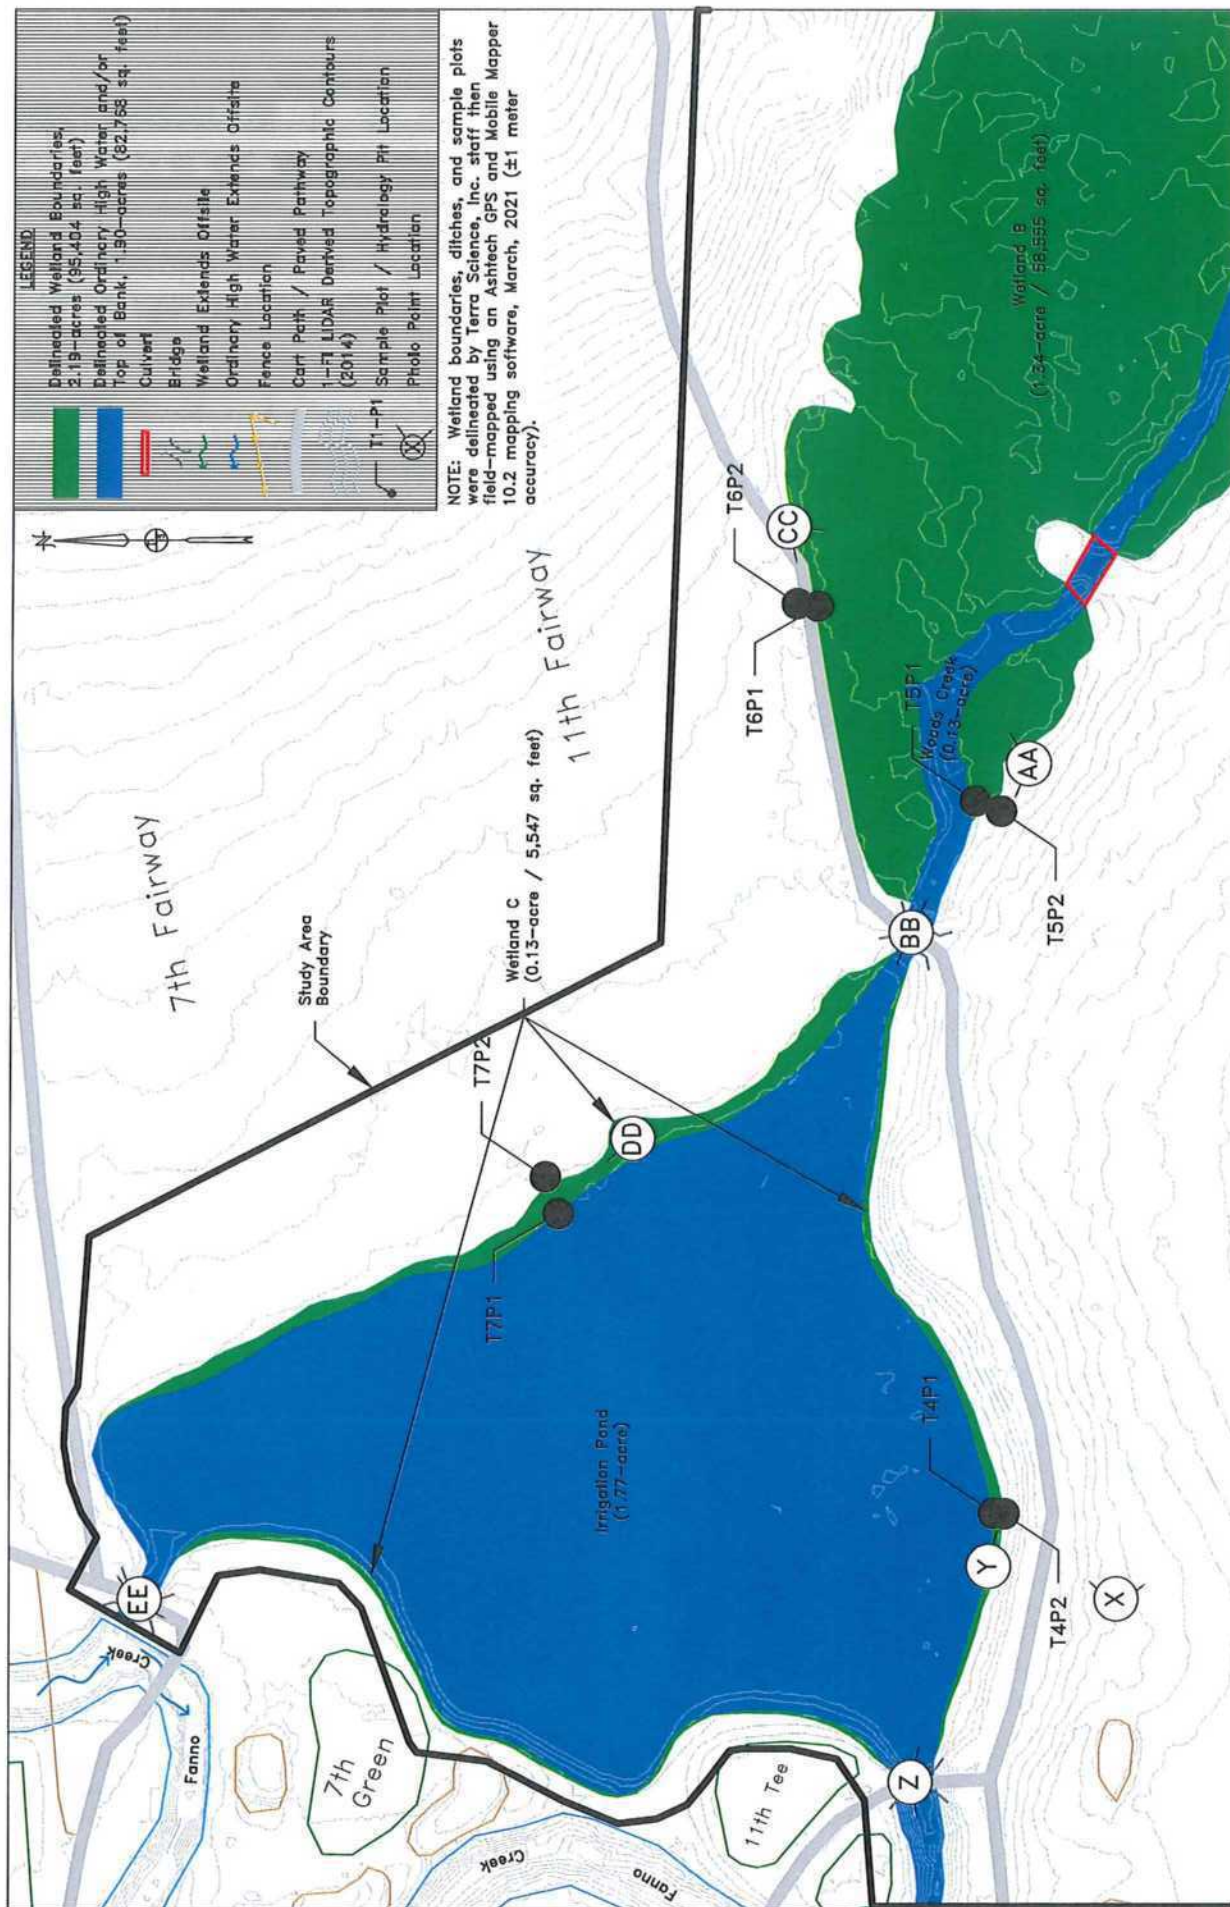 LEGEND
Delineated Wetland Boundaries,
2.19-acres (95,404 sq. feet)
Delineated Ordinary High Water and/or
Top of Bank, 1.90-acres (82,768 sq. feet)
Culvert
Bridge
Wetland Extends Offsite
Ordinary High Water Extends Offsite
Fence Location
Cart Path / Paved Pathway
1-Ft LIDAR Derived Topographic Contours
(2014)
T1-P1 Sample Plot / Hydrology Pit Location
X Photo Point Location
NOTE: Wetland boundaries, ditches, and sample plots
were delineated by Terra Science, Inc. staff then
field-mapped using an Ashtech GPS and Mobile Mapper
10.2 mapping software, March, 2021 (±1 meter
accuracy).
N
7th Fairway
11th Fairway
Study Area
Boundary
Wetland C
(0.13-acre / 5,547 sq. feet)
T7P2
T7P1
DD
EE
Creek
Fanno
7th
Green
Irrigation Pond
(1.77-acre)
Creek
Fanno
11th Tee
Z
Y
X
T4P1
T4P2
BB
T6P1
T6P2
CC
T5P1
Woods Creek
(0.13-acre)
AA
T5P2
Wetland B
(1.34-acre / 58,555 sq. feet)